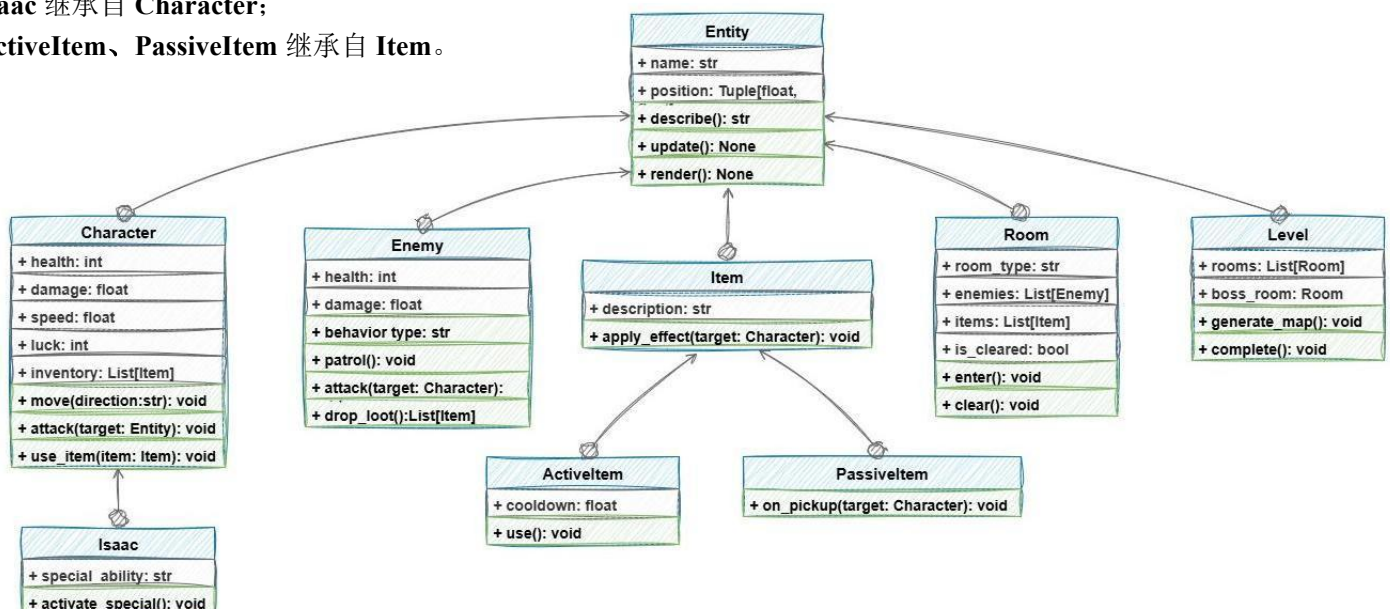 继承自 Character；
PassiveItem 继承自 Item。
Entity
+ name: str
+ position: Tuple[float,
+ describe(): str
+ update(): None
+ render(): None
Character
+ health: int
+ damage: float
+ speed: float
+ luck: int
+ inventory: List[Item]
+ move(direction:str): void
+ attack(target: Entity): void
+ use_item(item: Item): void
Isaac
+ special_ability: str
+ activate_special(): void
Enemy
+ health: int
+ damage: float
+ behavior type: str
+ patrol(): void
+ attack(target: Character):
+ drop_loot():List[Item]
Item
+ description: str
+ apply_effect(target: Character): void
ActiveItem
+ cooldown: float
+ use(): void
PassiveItem
+ on_pickup(target: Character): void
Room
+ room_type: str
+ enemies: List[Enemy]
+ items: List[Item]
+ is_cleared: bool
+ enter(): void
+ clear(): void
Level
+ rooms: List[Room]
+ boss_room: Room
+ generate_map(): void
+ complete(): void